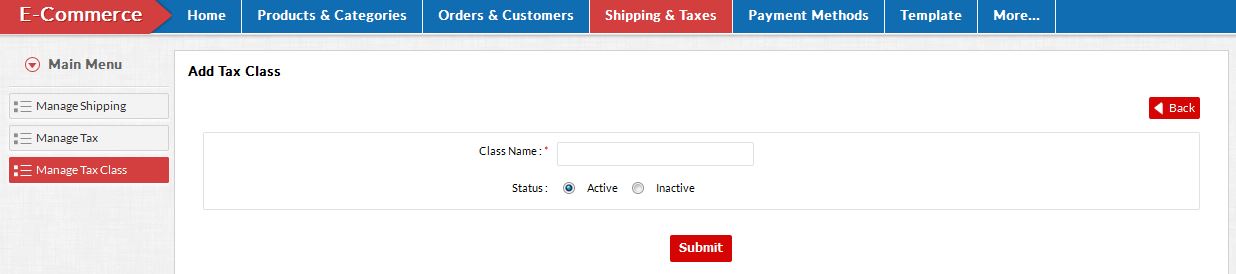 E-Commerce Home Products & Categories Orders & Customers Shipping & Taxes Payment Methods Template More...
Main Menu
Manage Shipping
Manage Tax
Manage Tax Class
Add Tax Class
Back
Class Name : *
Status : Active Inactive
Submit